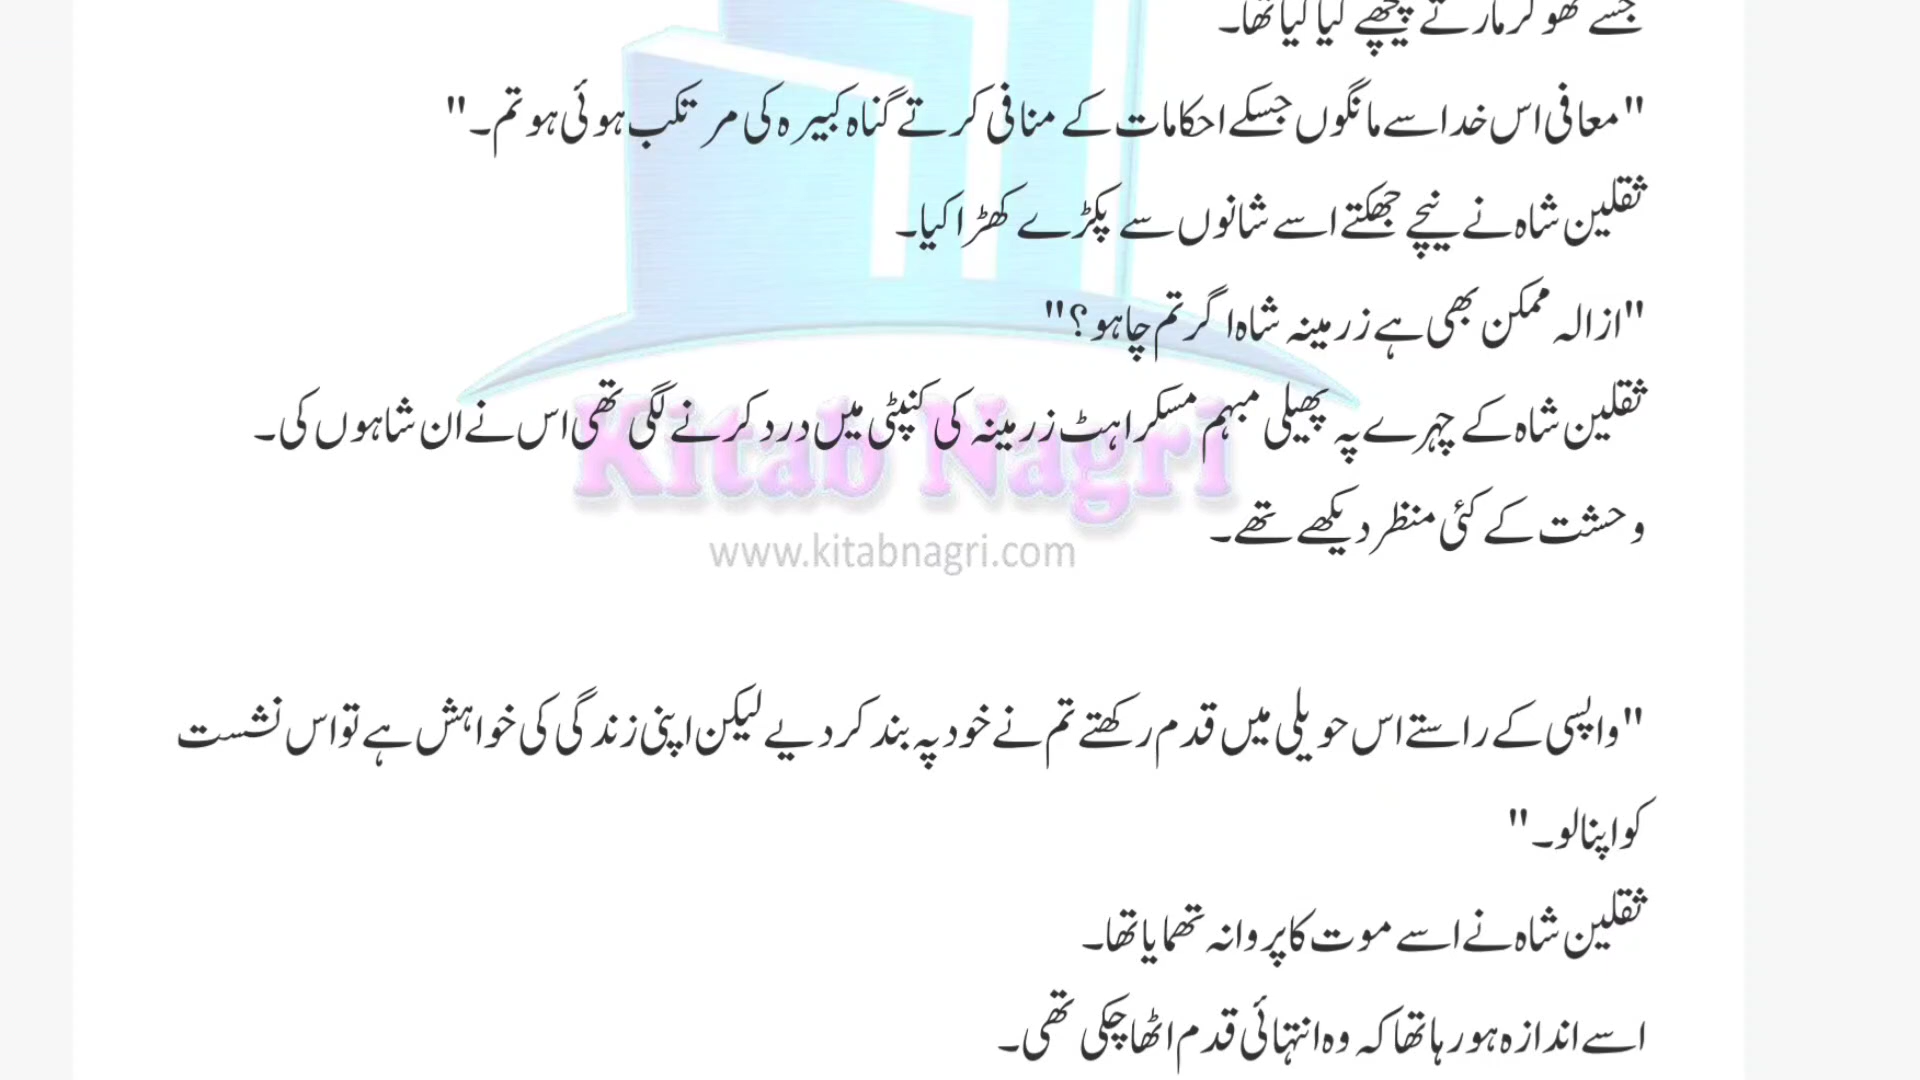 جسے ٹھوکر مارتے پیچھے کیا گیا تھا۔
"معافی اس خدا سے مانگوں جسکے احکامات کے منافی کرتے گناہ کبیرہ کی مرتکب ہوئی ہو تم۔"
ثقلین شاہ نے نیچے جھکتے اسے شانوں سے پکڑے کھڑا کیا۔
"ازالہ ممکن بھی ہے زرمینہ شاہ اگر تم چاہو؟"
ثقلین شاہ کے چہرے پہ پھیلی مبہم مسکراہٹ زرمینہ کی کنپٹی میں درد کرنے لگی تھی اس نے ان شاہوں کی۔
Kitab Nagri
وحشت کے کئی منظر دیکھے تھے۔
www.kitabnagri.com
"واپسی کے راستے اس حویلی میں قدم رکھتے تم نے خود پہ بند کر دیے لیکن اپنی زندگی کی خواہش ہے تو اس نشست
کو اپنا لو۔"
ثقلین شاہ نے اسے موت کا پروانہ تھمایا تھا۔
اسے اندازہ ہو رہا تھا کہ وہ انتہائی قدم اٹھا چکی تھی۔